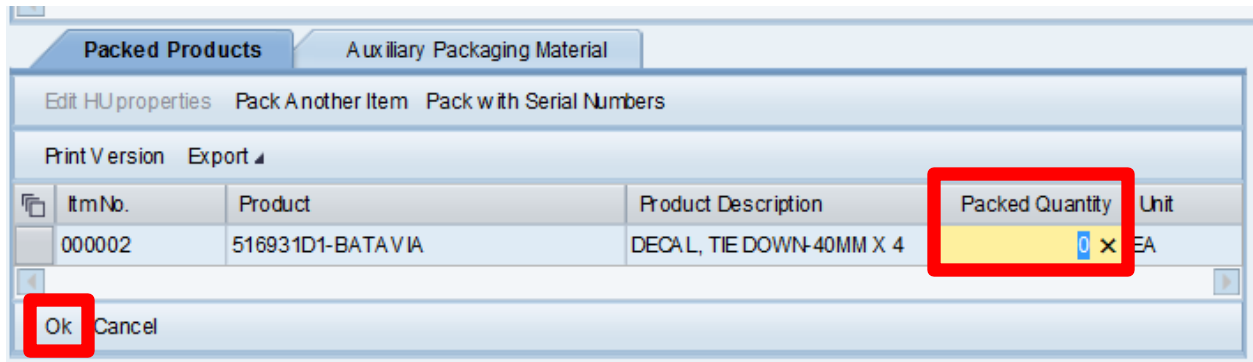 Packed Products Auxiliary Packaging Material
Edit HU properties Pack Another Item Pack with Serial Numbers
Print Version Export
Itm No. Product Product Description Packed Quantity Unit
000002 516931D1-BATAVIA DECAL, TIE DOWN-40MM X 4 0 EA
Ok Cancel